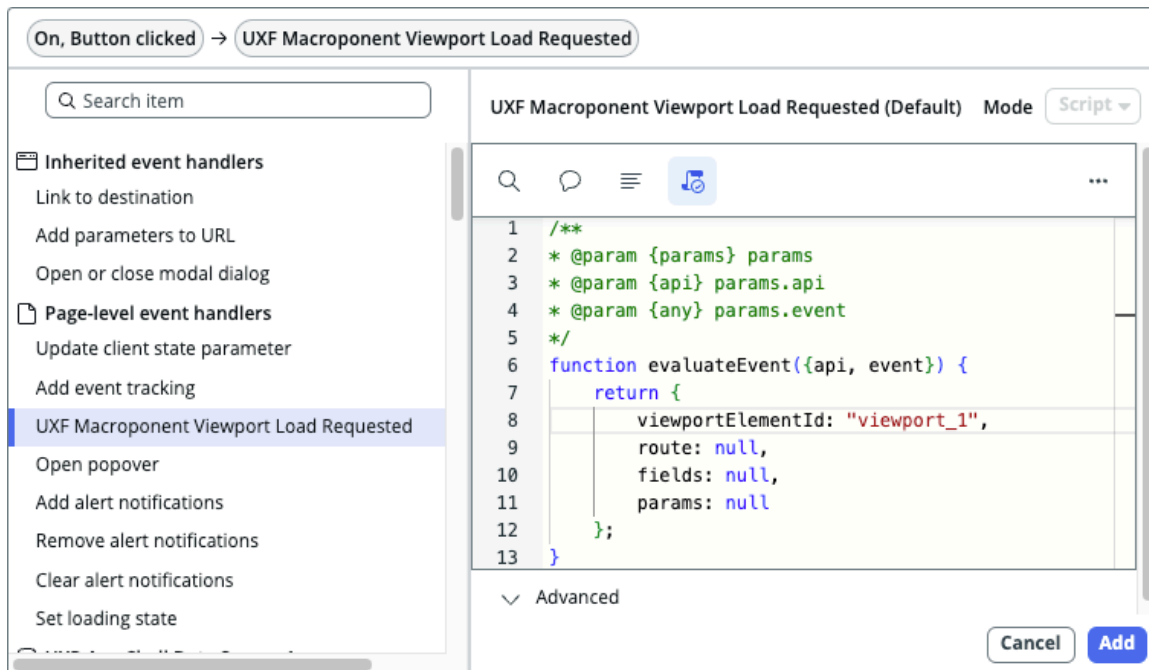 On, Button clicked → UXF Macroponent Viewport Load Requested
Search item
Inherited event handlers
Link to destination
Add parameters to URL
Open or close modal dialog
Page-level event handlers
Update client state parameter
Add event tracking
UXF Macroponent Viewport Load Requested
Open popover
Add alert notifications
Remove alert notifications
Clear alert notifications
Set loading state
UXF Macroponent Viewport Load Requested (Default) Mode Script
1 /**
2 * @param {params} params
3 * @param {api} params.api
4 * @param {any} params.event
5 */
6 function evaluateEvent({api, event}) {
7 return {
8 viewportElementId: "viewport_1",
9 route: null,
10 fields: null,
11 params: null
12 };
13 }
Advanced
Cancel Add